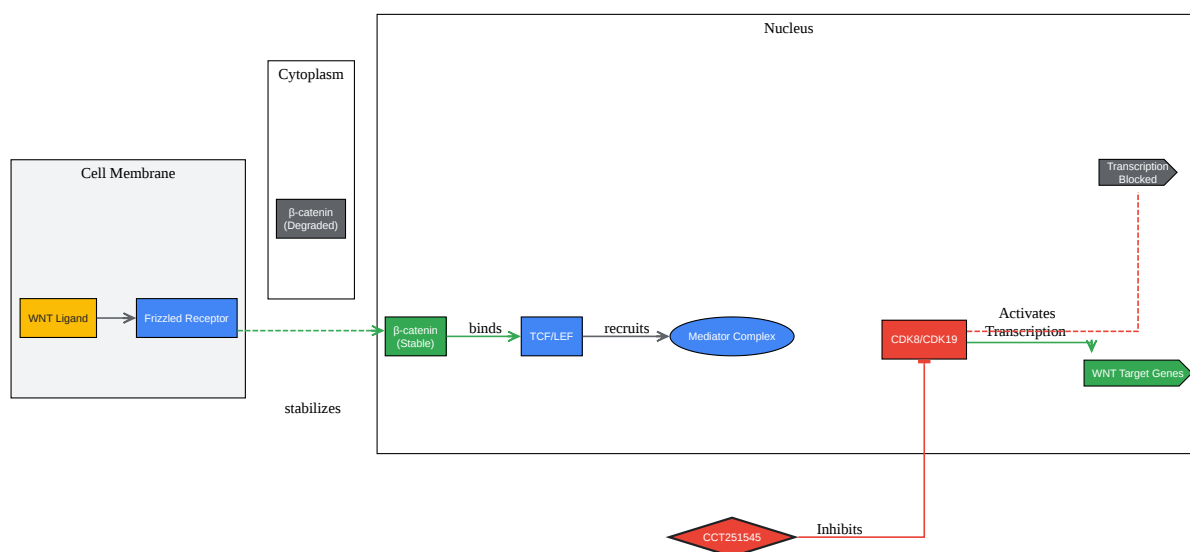 Nucleus
Cytoplasm
Cell Membrane
Transcription
Blocked
β-catenin
(Degraded)
WNT Ligand
Frizzled Receptor
β-catenin
(Stable)
binds
TCF/LEF
recruits
Mediator Complex
CDK8/CDK19
Activates
Transcription
WNT Target Genes
stabilizes
CCT251545
Inhibits